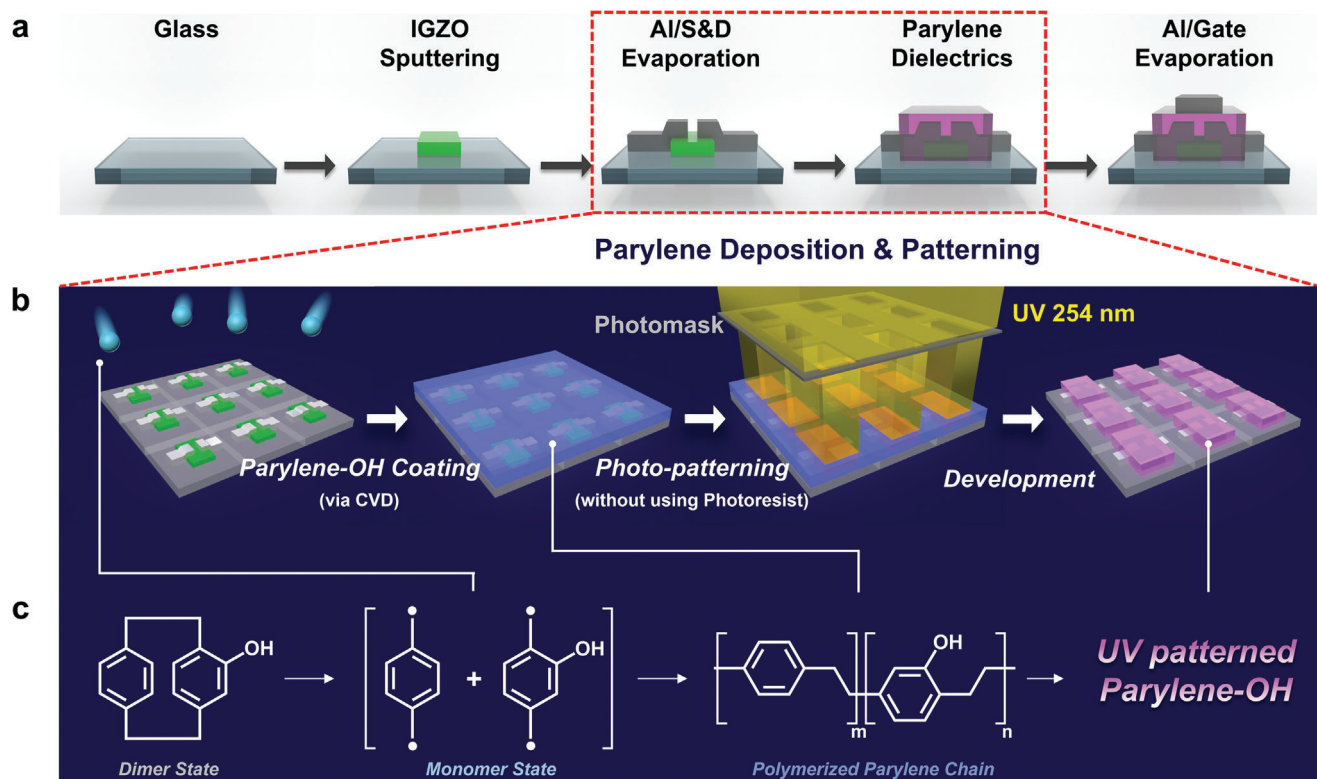 a
Glass
IGZO
Sputtering
Al/S&D
Evaporation
Parylene
Dielectrics
Al/Gate
Evaporation
Parylene Deposition & Patterning
b
Photomask
UV 254 nm
Parylene-OH Coating
(via CVD)
Photo-patterning
(without using Photoresist)
Development
c
OH
OH
+
OH
m
n
UV patterned
Parylene-OH
Dimer State
Monomer State
Polymerized Parylene Chain